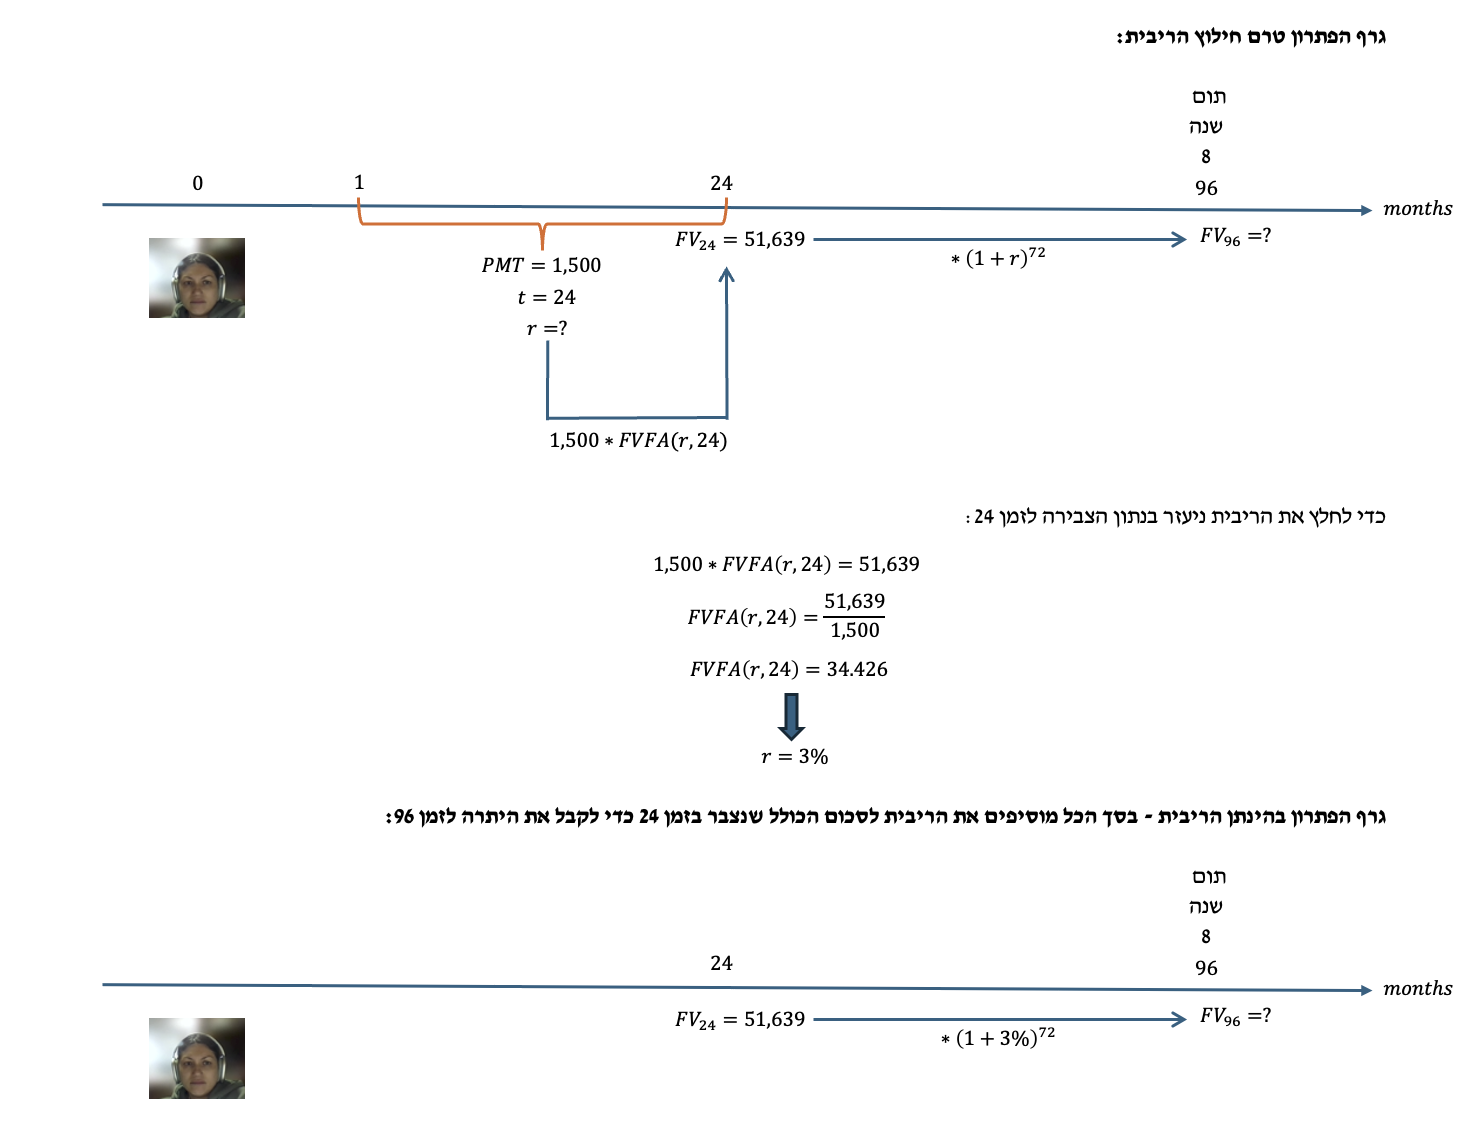 גרף הפתרון טרם חילוץ הריבית:
תום
שנה
8
0 1 24 96
months
FV₂₄ = 51,639 FV₉₆ =?
∗ (1 + r)⁷²
PMT = 1,500
t = 24
r =?
1,500 ∗ FVFA(r, 24)
כדי לחלץ את הריבית ניעזר בנתון הצבירה לזמן 24:
1,500 ∗ FVFA(r, 24) = 51,639
FVFA(r, 24) = 51,639/1,500
FVFA(r, 24) = 34.426
r = 3%
גרף הפתרון בהינתן הריבית - בסך הכל מוסיפים את הריבית לסכום הכולל שנצבר בזמן 24 כדי לקבל את היתרה לזמן 96:
תום
שנה
8
24 96
months
FV₂₄ = 51,639 FV₉₆ =?
∗ (1 + 3%)⁷²